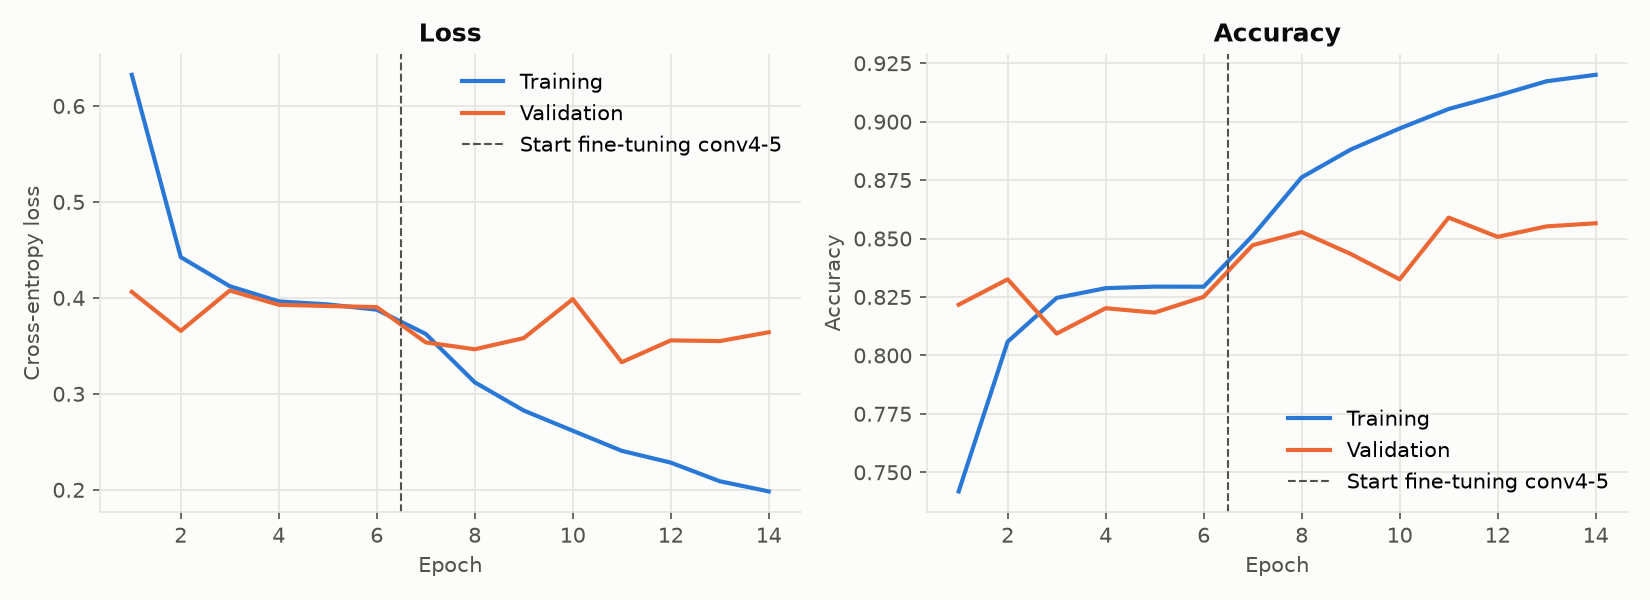 Loss
Cross-entropy loss
0.6
0.5
0.4
0.3
0.2
Training
Validation
Start fine-tuning conv4-5
2 4 6 8 10 12 14
Epoch
Accuracy
Accuracy
0.925
0.900
0.875
0.850
0.825
0.800
0.775
0.750
Training
Validation
Start fine-tuning conv4-5
2 4 6 8 10 12 14
Epoch